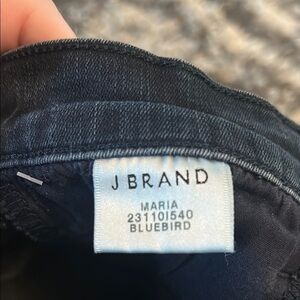 J BRAND
MARIA
23110I540
BLUEBIRD